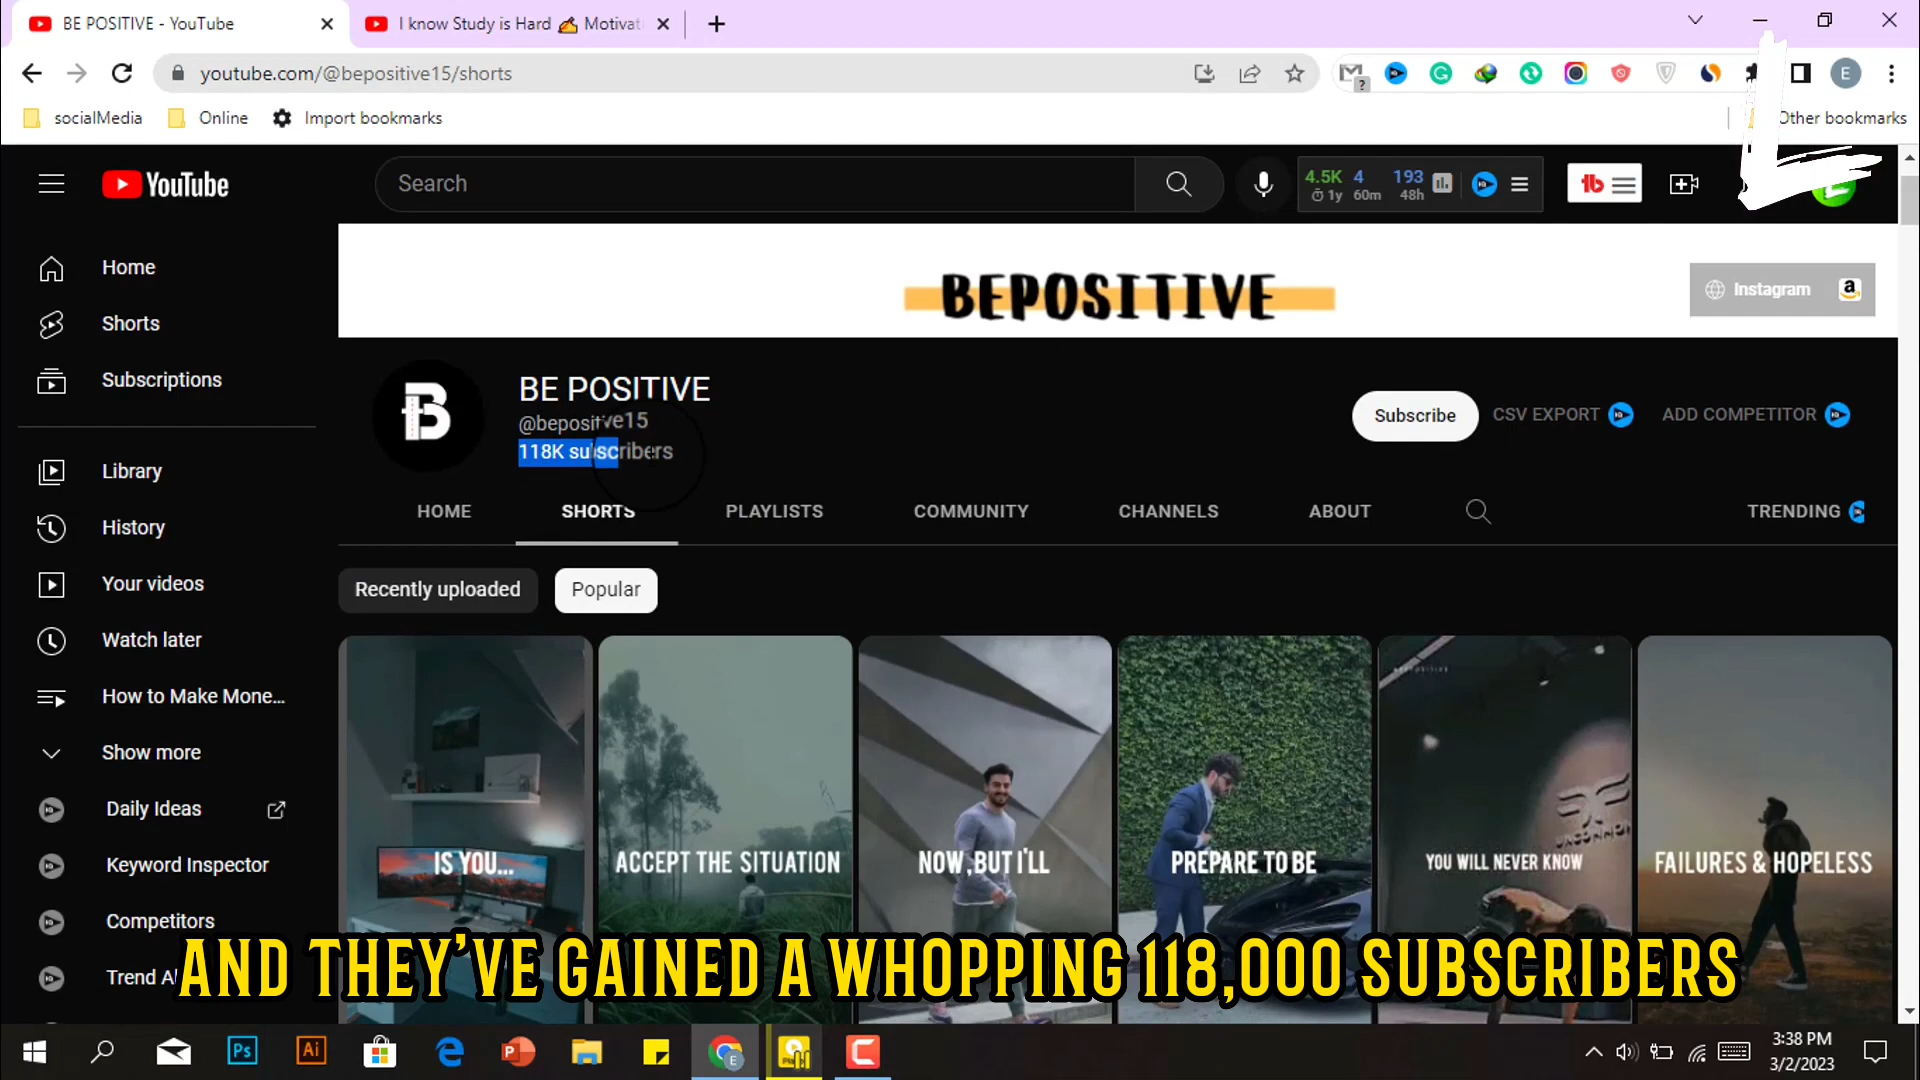 BE POSITIVE - YouTube
I know Study is Hard ✍ Motivat
youtube.com/@bepositive15/shorts
E
socialMedia
Online
Import bookmarks
Other bookmarks
YouTube
Search
4.5K 4 193
1y 60m 48h
Home
Shorts
Subscriptions
Library
History
Your videos
Watch later
How to Make Mone...
Show more
Daily Ideas
Keyword Inspector
Competitors
Trend Al
BEPOSITIVE
Instagram
BE POSITIVE
@bepositive15
118K subscribers
Subscribe
CSV EXPORT
ADD COMPETITOR
HOME
SHORTS
PLAYLISTS
COMMUNITY
CHANNELS
ABOUT
TRENDING
Recently uploaded
Popular
IS YOU...
ACCEPT THE SITUATION
NOW, BUT I'LL
PREPARE TO BE
YOU WILL NEVER KNOW
FAILURES & HOPELESS
AND THEY'VE GAINED A WHOPPING 118,000 SUBSCRIBERS
Ps
Ai
3:38 PM
3/2/2023